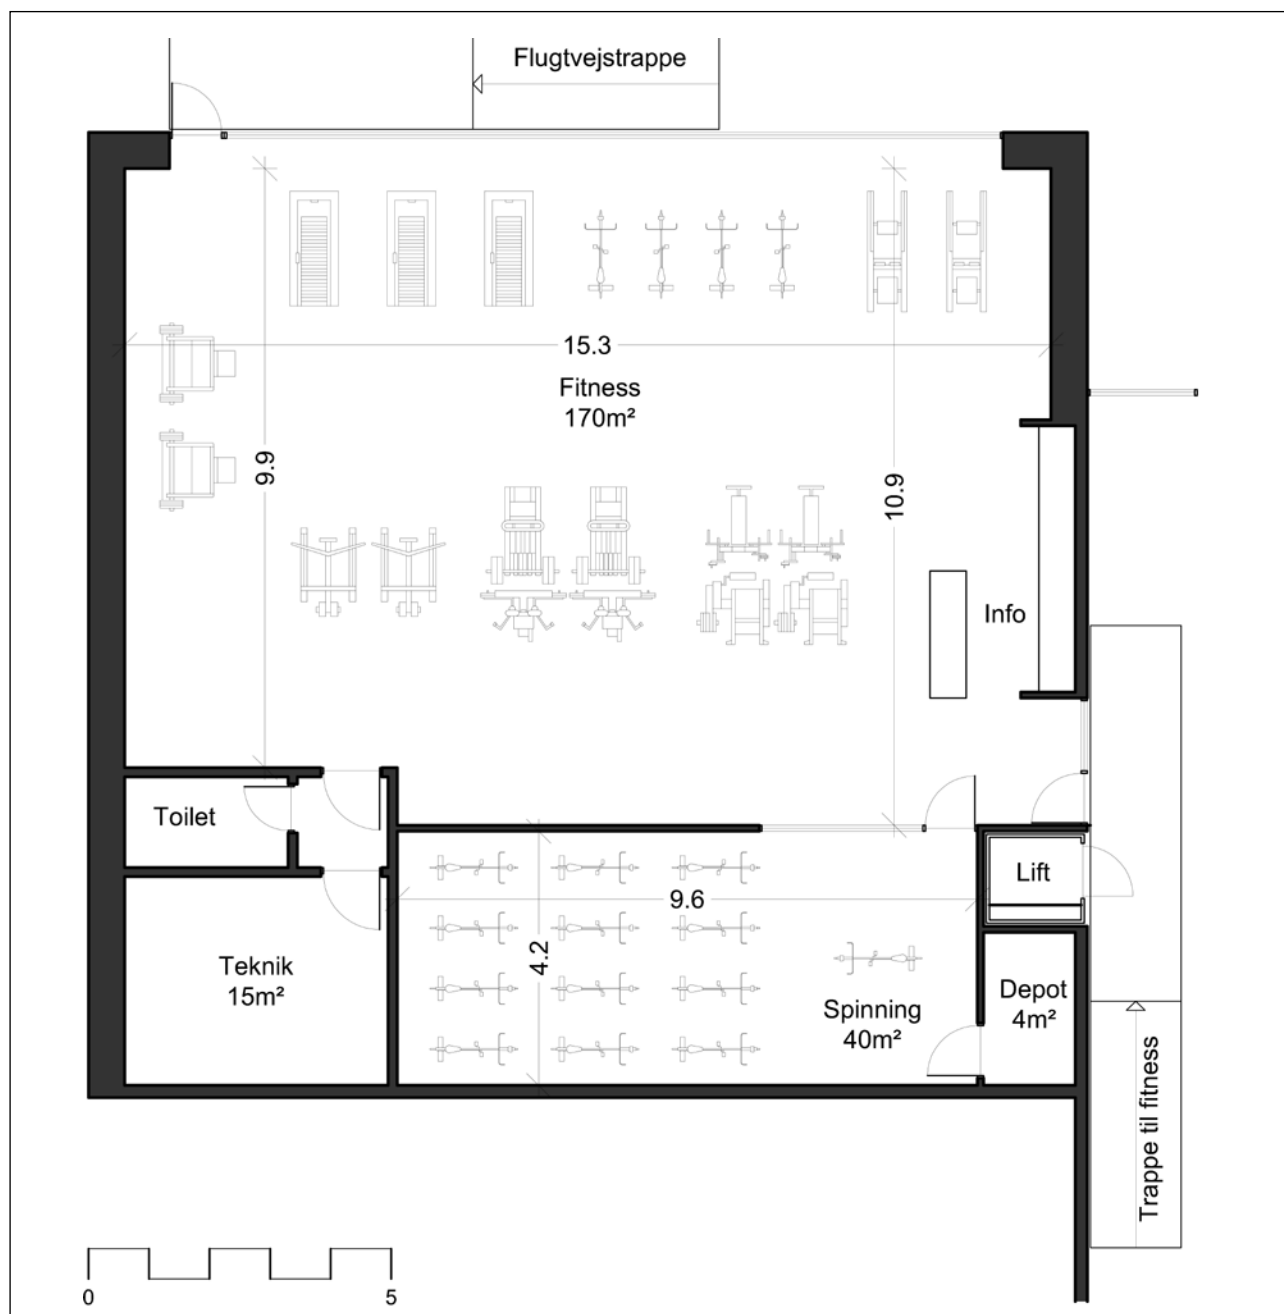 Flugtvejstrappe
15.3
Fitness
170m²
9.9
10.9
Info
Toilet
Lift
9.6
4.2
Teknik
15m²
Spinning
40m²
Depot
4m²
Trappe til fitness
0
5